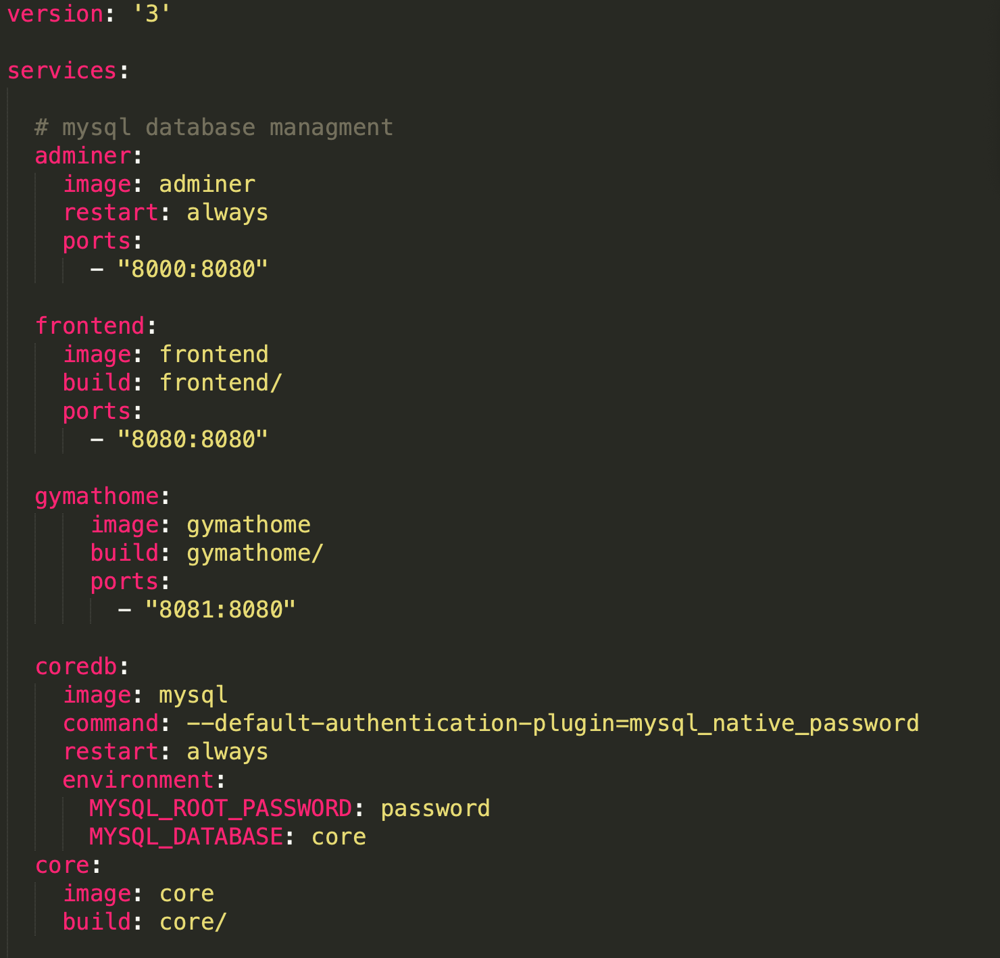 version: '3'
services:
# mysql database managment
adminer:
image: adminer
restart: always
ports:
- "8000:8080"
frontend:
image: frontend
build: frontend/
ports:
- "8080:8080"
gymathome:
image: gymathome
build: gymathome/
ports:
- "8081:8080"
coredb:
image: mysql
command: --default-authentication-plugin=mysql_native_password
restart: always
environment:
MYSQL_ROOT_PASSWORD: password
MYSQL_DATABASE: core
core:
image: core
build: core/